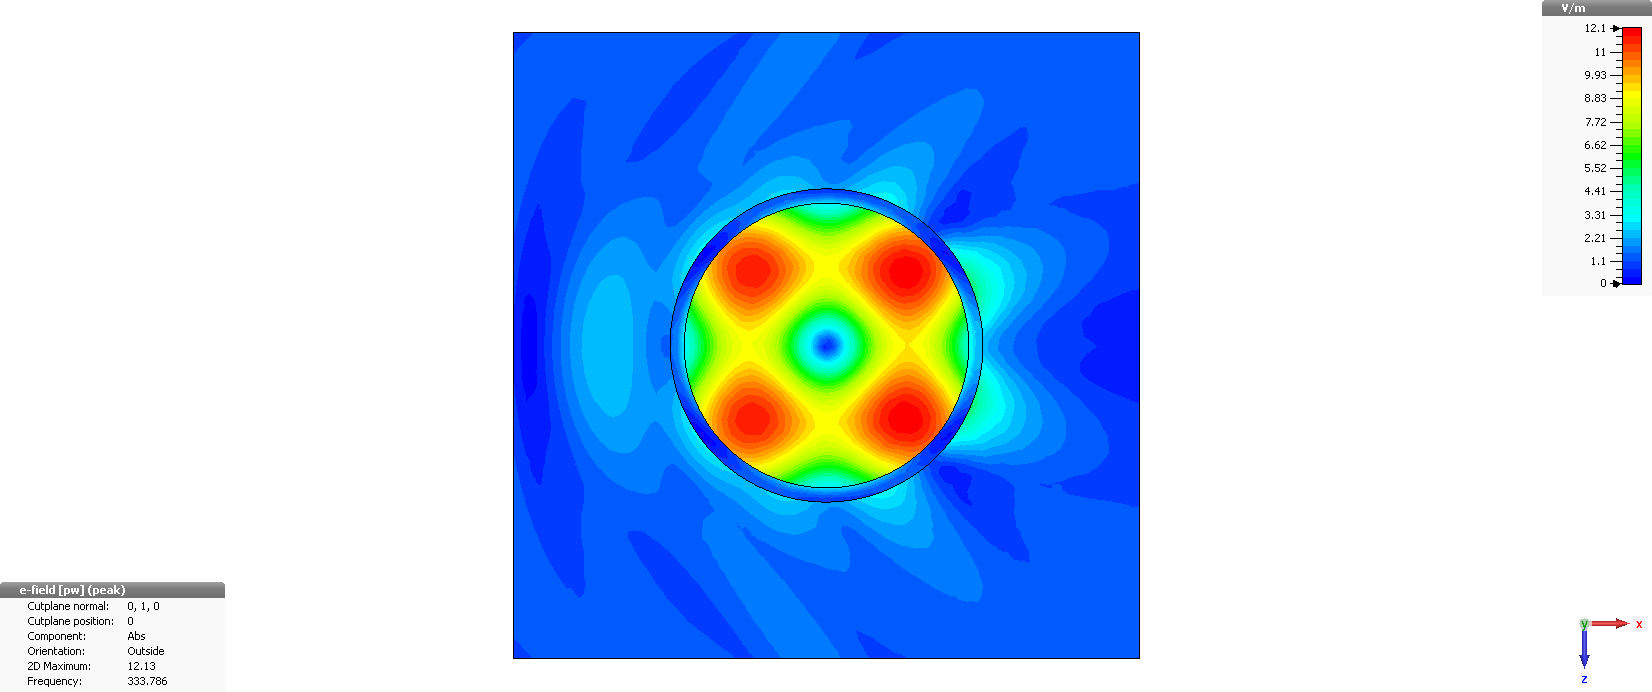 V/m
12.1
11
9.93
8.83
7.72
6.62
5.52
4.41
3.31
2.21
1.1
0
e-field [pw] (peak)
Cutplane normal: 0, 1, 0
Cutplane position: 0
Component: Abs
Orientation: Outside
2D Maximum: 12.13
Frequency: 333.786
y x
z